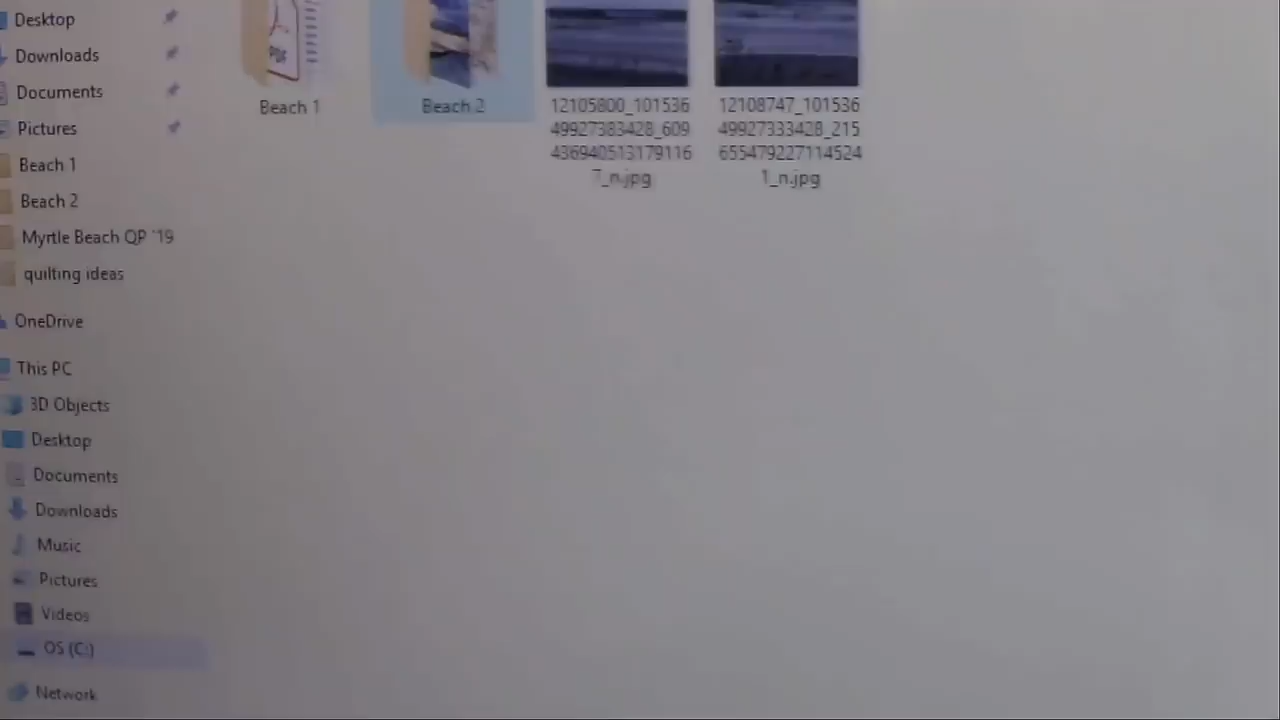 Desktop
Downloads
Documents
Pictures
Beach 1
Beach 2
Myrtle Beach QP '19
quilting ideas
OneDrive
This PC
3D Objects
Desktop
Documents
Downloads
Music
Pictures
Videos
OS (C:)
Network
PDF
Beach 1
Beach 2
12105800_101536
49927383428_609
436940513179116
7_n.jpg
12108747_101536
49927333428_215
655479227114524
1_n.jpg